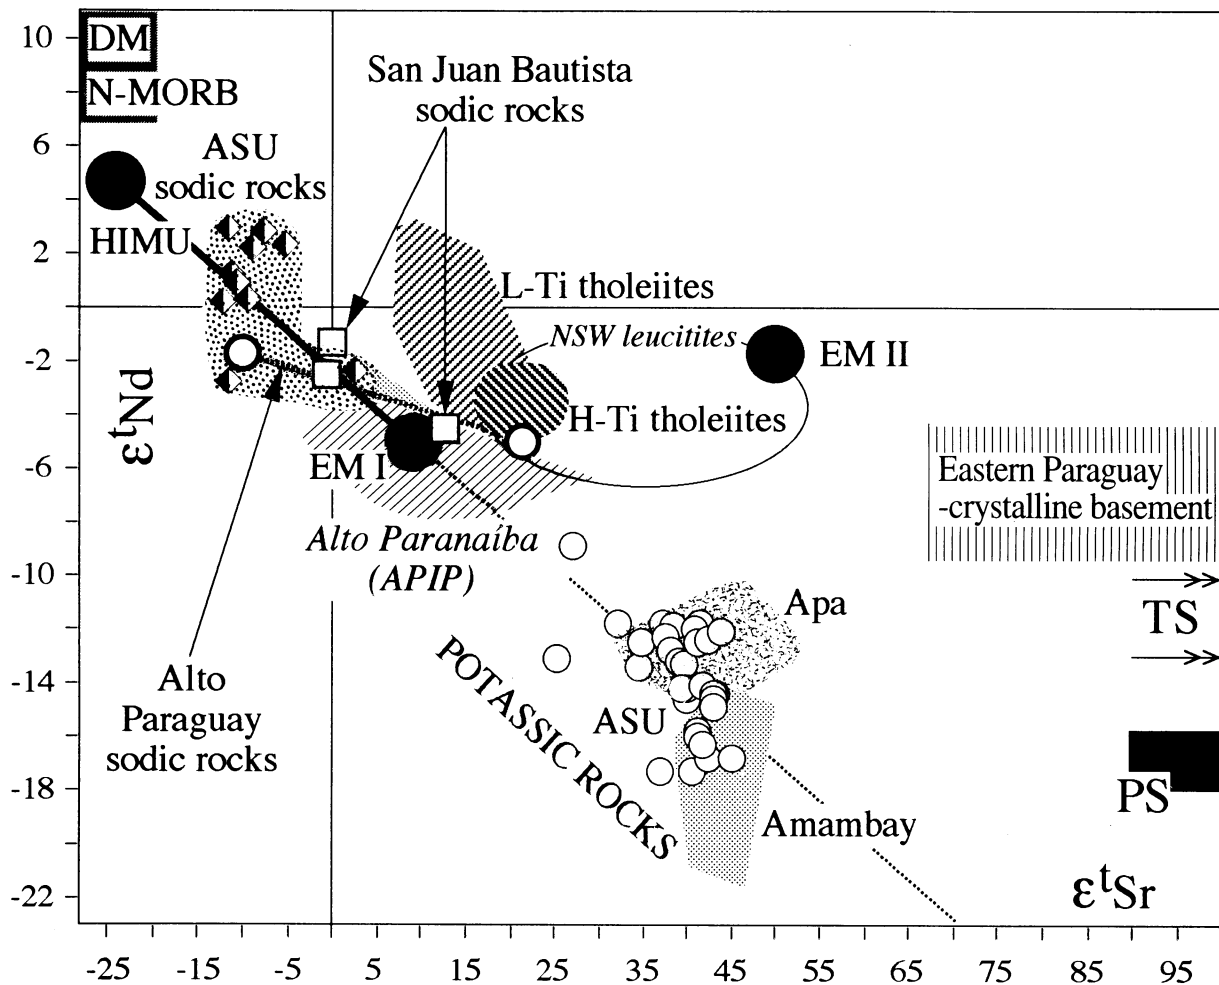 10
DM
San Juan Bautista
sodic rocks
N-MORB
6
ASU
sodic rocks
HIMU
2
L-Ti tholeiites
NSW leucitites
-2
EM II
εᵗNd
H-Ti tholeiites
-6
EM I
Eastern Paraguay
-crystalline basement
Alto Paranaíba
(APIP)
-10
Apa
TS
-14
Alto
Paraguay
sodic rocks
POTASSIC ROCKS
ASU
-18
PS
Amambay
-22
εᵗSr
-25 -15 -5 5 15 25 35 45 55 65 75 85 95